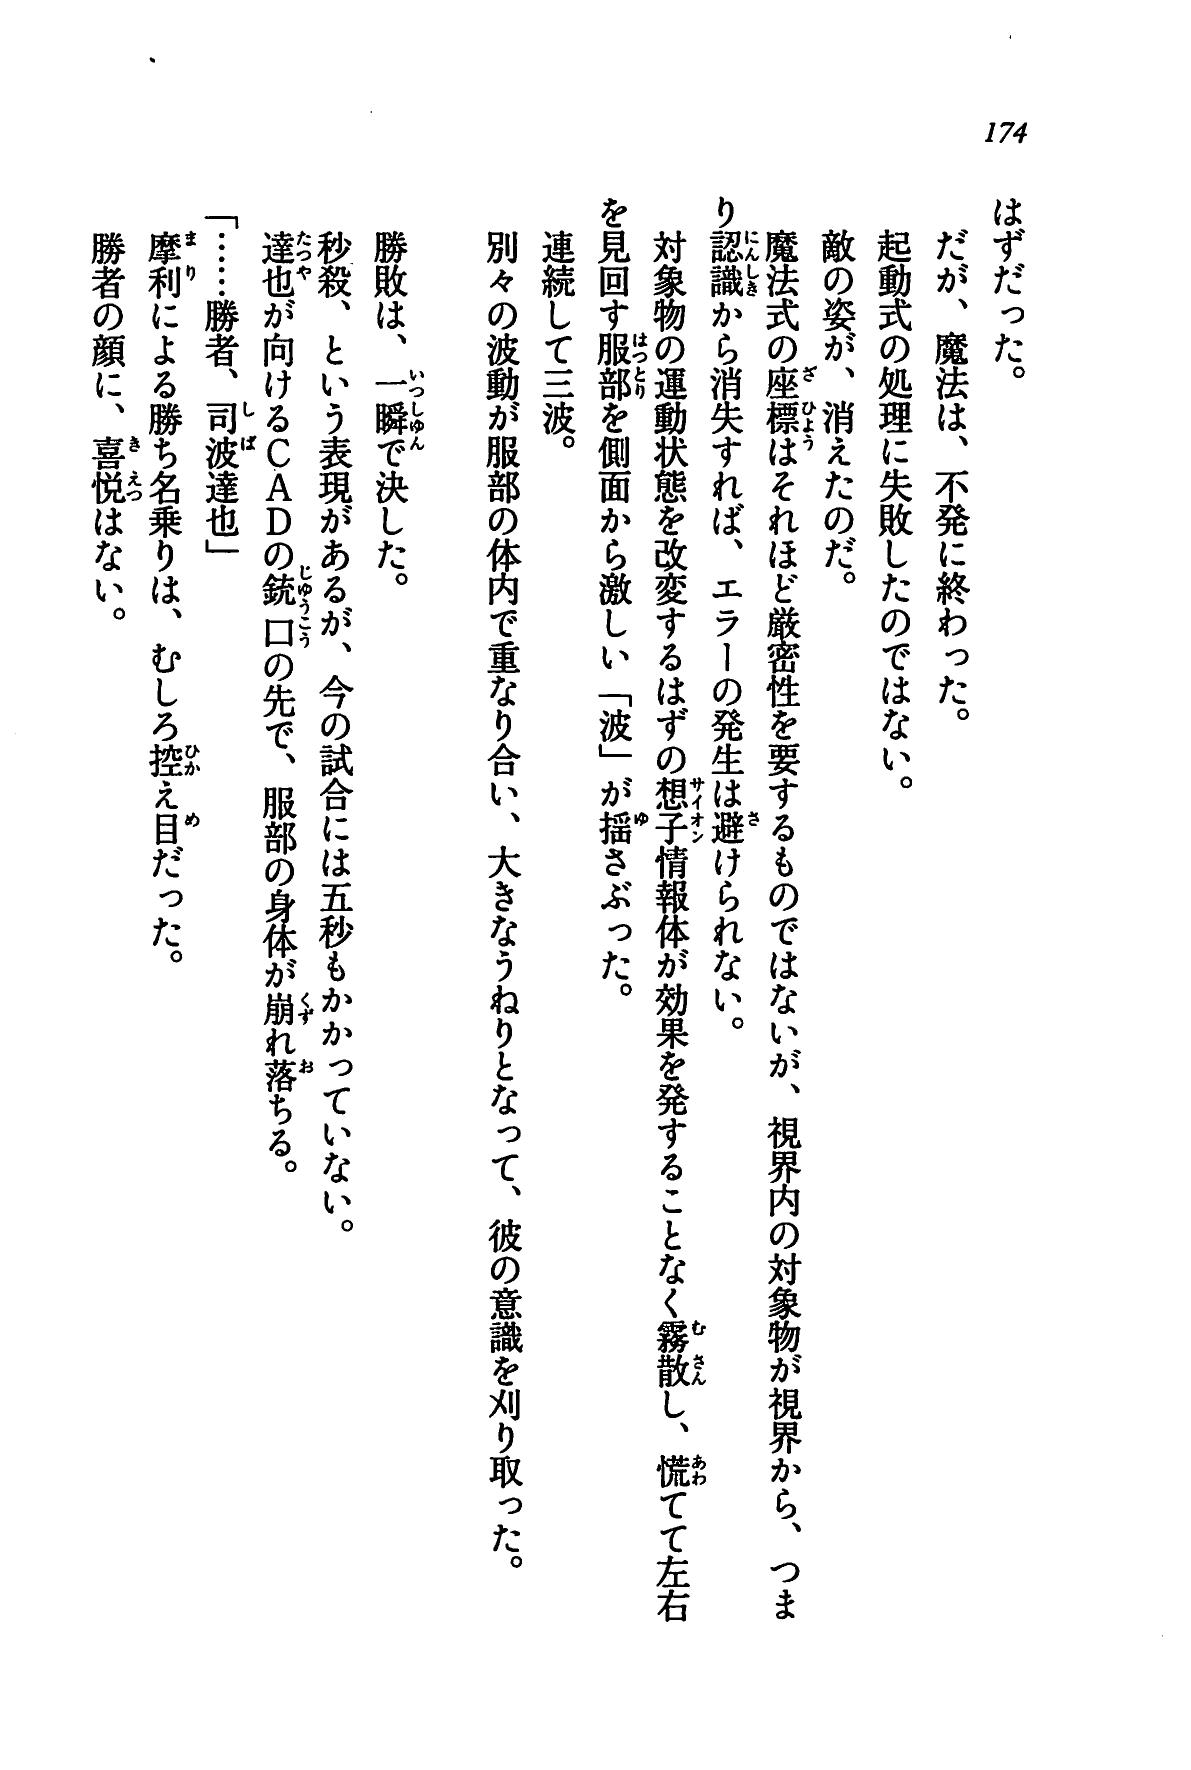 174
はずだった。
だが、魔法は、不発に終わった。
起動式の処理に失敗したのではない。
敵の姿が、消えたのだ。
魔法式の座標はそれほど厳密性を要するものではないが、視界内の対象物が視界から、つま
り認識から消失すれば、エラーの発生は避けられない。
対象物の運動状態を改変するはずの想子情報体が効果を発することなく霧散し、慌てて左右
を見回す服部を側面から激しい「波」が揺さぶった。
連続して三波。
別々の波動が服部の体内で重なり合い、大きなうねりとなって、彼の意識を刈り取った。
勝敗は、一瞬で決した。
秒殺、という表現があるが、今の試合には五秒もかかっていない。
達也が向けるＣＡＤの銃口の先で、服部の身体が崩れ落ちる。
「……勝者、司波達也」
摩利による勝ち名乗りは、むしろ控え目だった。
勝者の顔に、喜悦はない。